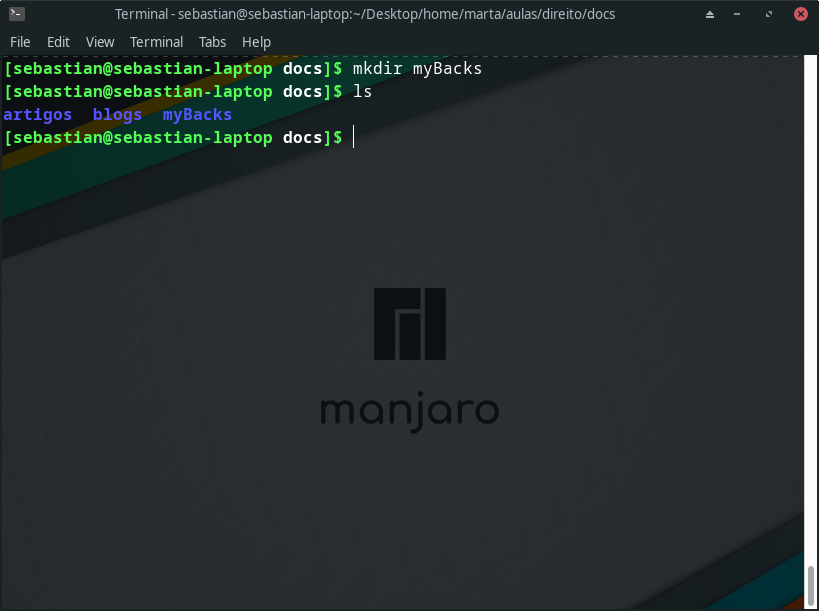 Terminal - sebastian@sebastian-laptop:~/Desktop/home/marta/aulas/direito/docs
File Edit View Terminal Tabs Help
[sebastian@sebastian-laptop docs]$ mkdir myBacks
[sebastian@sebastian-laptop docs]$ ls
artigos  blogs  myBacks
[sebastian@sebastian-laptop docs]$
manjaro